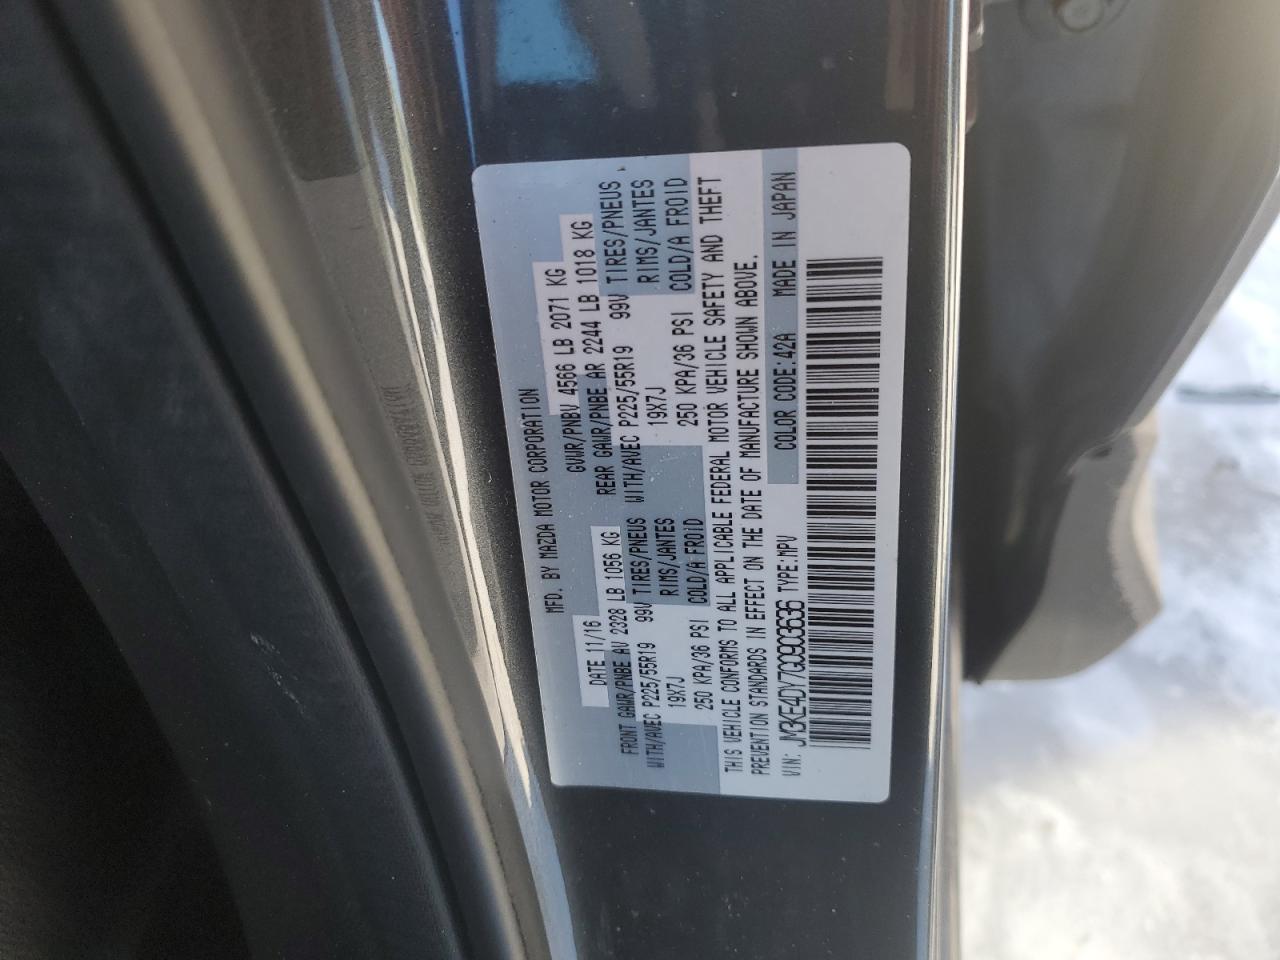 MFD. BY MAZDA MOTOR CORPORATION
DATE 11/16 GVWR/PNBV 4566 LB 2071 KG
FRONT GAWR/PNBE AV 2328 LB 1056 KG REAR GAWR/PNBE AR 2244 LB 1018 KG
WITH/AVEC P225/55R19 99V TIRES/PNEUS WITH/AVEC P225/55R19 99V TIRES/PNEUS
19X7J RIMS/JANTES 19X7J RIMS/JANTES
250 KPA/36 PSI COLD/A FROID 250 KPA/36 PSI COLD/A FROID
THIS VEHICLE CONFORMS TO ALL APPLICABLE FEDERAL MOTOR VEHICLE SAFETY AND THEFT
PREVENTION STANDARDS IN EFFECT ON THE DATE OF MANUFACTURE SHOWN ABOVE.
VIN: JM3KE4DY7G0903636 TYPE:MPV COLOR CODE:42A MADE IN JAPAN